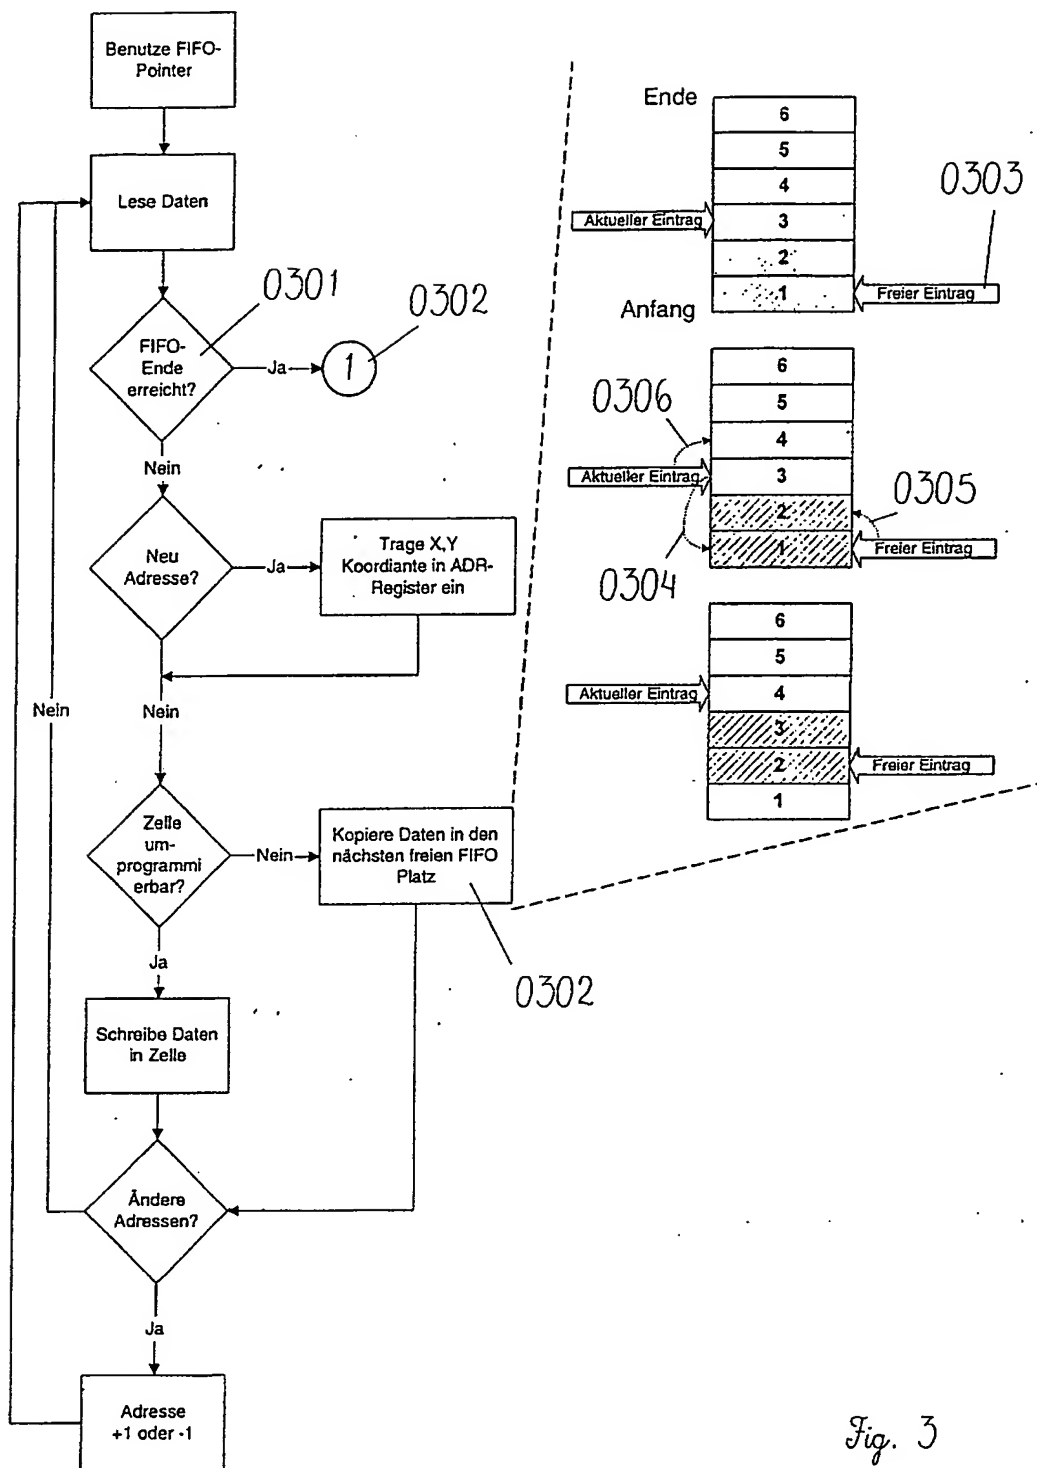 Benutze FIFO-
Pointer
Lese Daten
0301
FIFO-
Ende
erreicht?
Ja
1
0302
Nein
Neu
Adresse?
Ja
Trage X,Y
Koordiante in ADR-
Register ein
Nein
Nein
Zelle
um-
programmi
erbar?
Nein
Kopiere Daten in den
nächsten freien FIFO
Platz
0302
Ja
Schreibe Daten
in Zelle
Ändere
Adressen?
Ja
Adresse
+1 oder -1
Ende
6
5
4
Aktueller Eintrag
3
2
1
Freier Eintrag
0303
Anfang
6
5
4
0306
Aktueller Eintrag
3
2
0305
1
Freier Eintrag
0304
6
5
Aktueller Eintrag
4
3
2
Freier Eintrag
1
Fig. 3